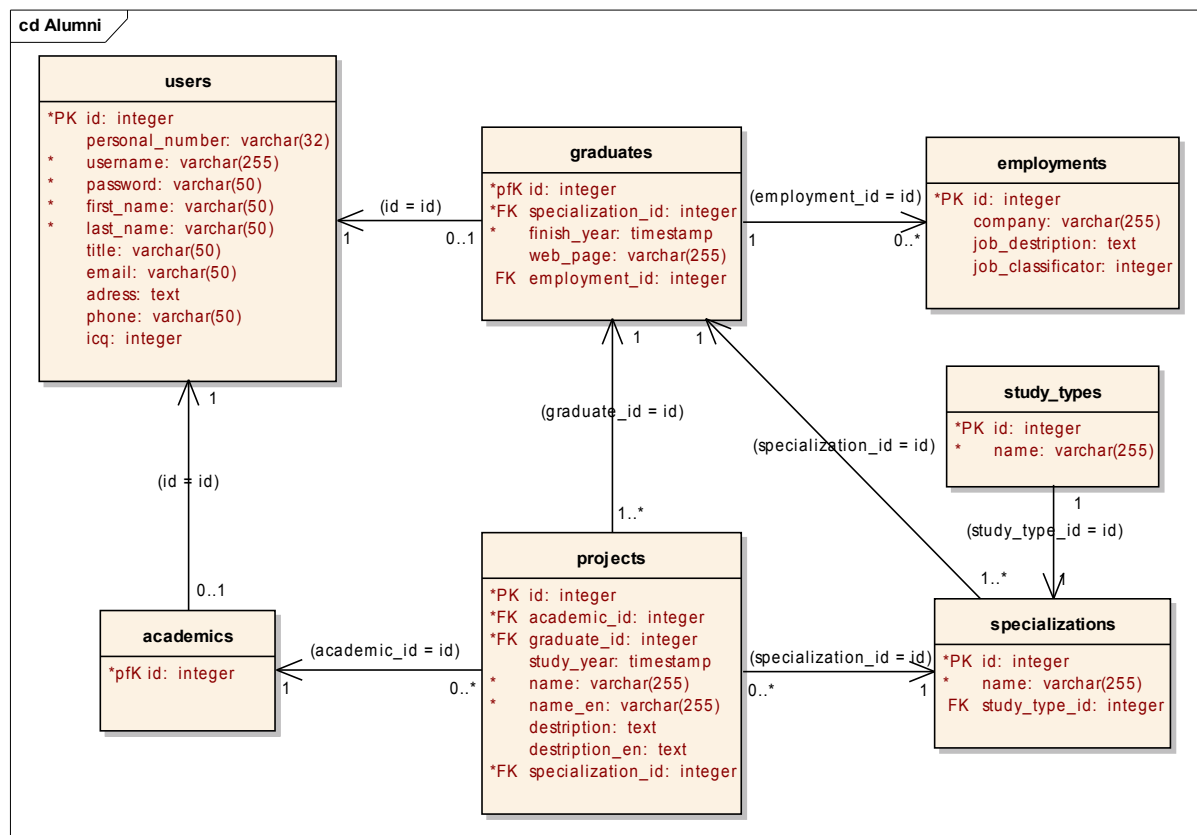 cd Alumni
users
*PK id: integer
personal_number: varchar(32)
* username: varchar(255)
* password: varchar(50)
* first_name: varchar(50)
* last_name: varchar(50)
title: varchar(50)
email: varchar(50)
adress: text
phone: varchar(50)
icq: integer
(id = id)
1
0..1
graduates
*pfK id: integer
*FK specialization_id: integer
* finish_year: timestamp
web_page: varchar(255)
FK employment_id: integer
(employment_id = id)
1
0..*
employments
*PK id: integer
company: varchar(255)
job_destription: text
job_classificator: integer
1
(id = id)
0..1
1
(graduate_id = id)
1..*
1
(specialization_id = id)
1..*
study_types
*PK id: integer
* name: varchar(255)
1
(study_type_id = id)
1
academics
*pfK id: integer
(academic_id = id)
1
0..*
projects
*PK id: integer
*FK academic_id: integer
*FK graduate_id: integer
study_year: timestamp
* name: varchar(255)
* name_en: varchar(255)
destription: text
destription_en: text
*FK specialization_id: integer
(specialization_id = id)
0..*
1
specializations
*PK id: integer
* name: varchar(255)
FK study_type_id: integer